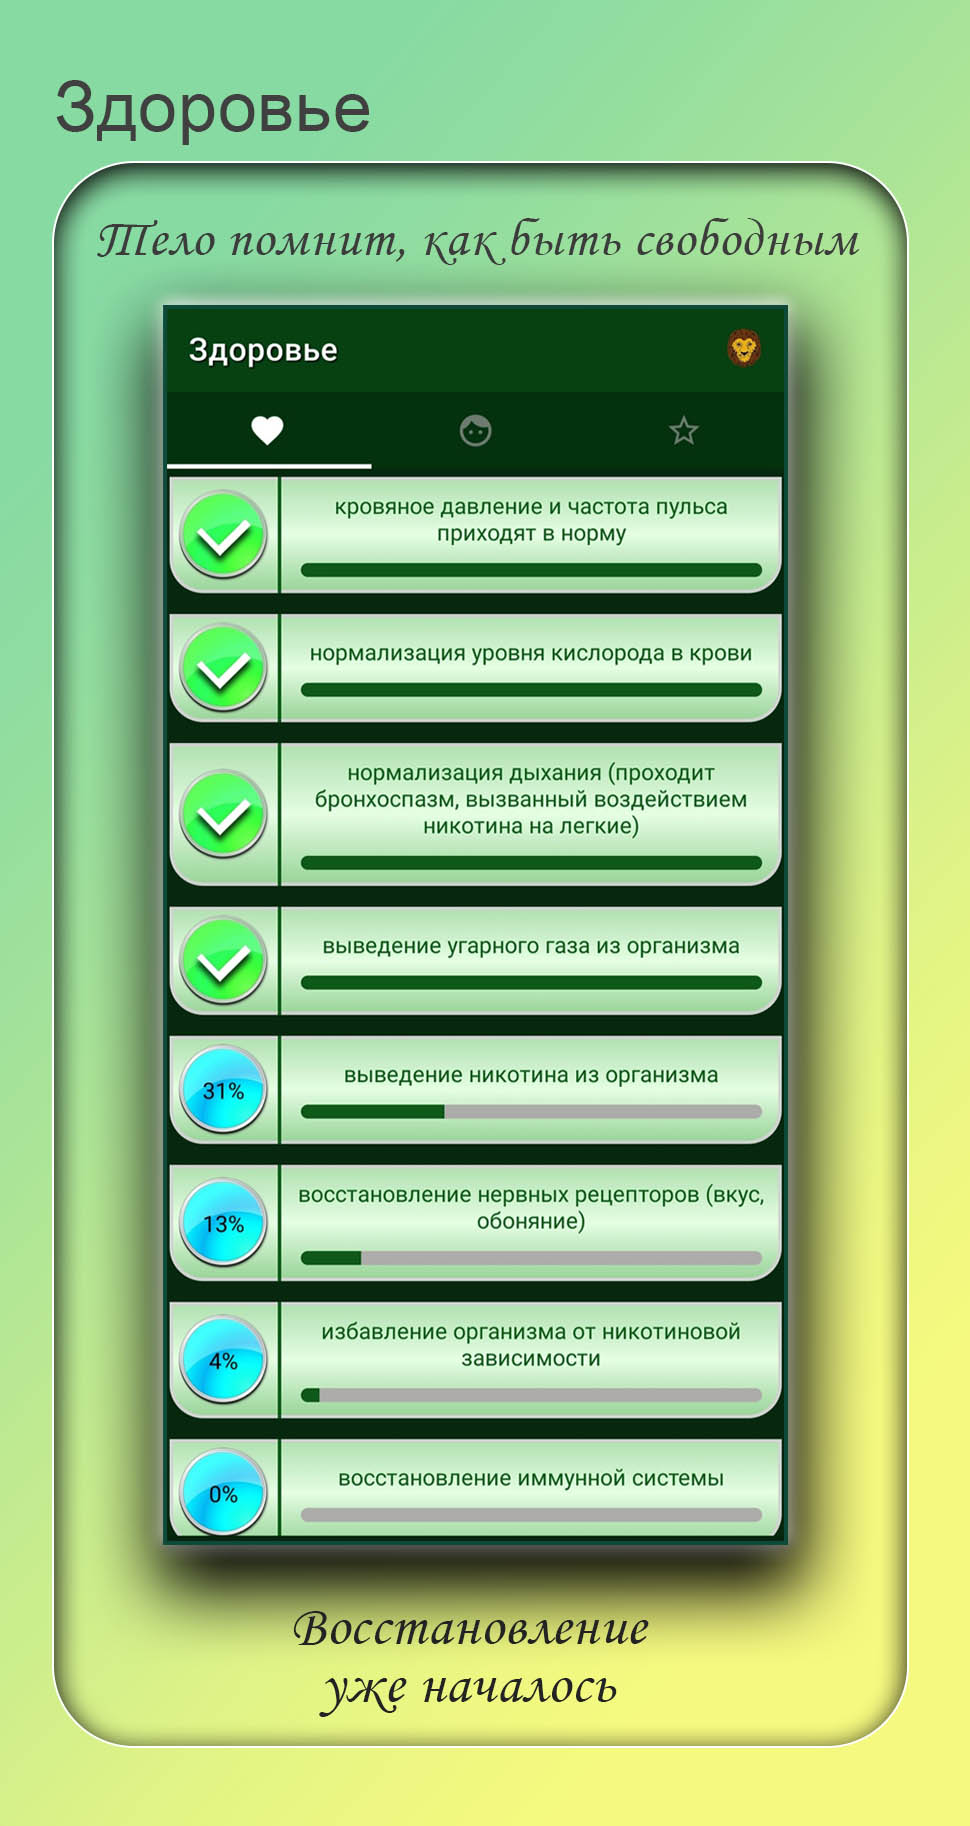 Здоровье
Тело помнит, как быть свободным
Здоровье
кровяное давление и частота пульса
приходят в норму
нормализация уровня кислорода в крови
нормализация дыхания (проходит
бронхоспазм, вызванный воздействием
никотина на легкие)
выведение угарного газа из организма
31%
выведение никотина из организма
13%
восстановление нервных рецепторов (вкус,
обоняние)
4%
избавление организма от никотиновой
зависимости
0%
восстановление иммунной системы
Восстановление
уже началось